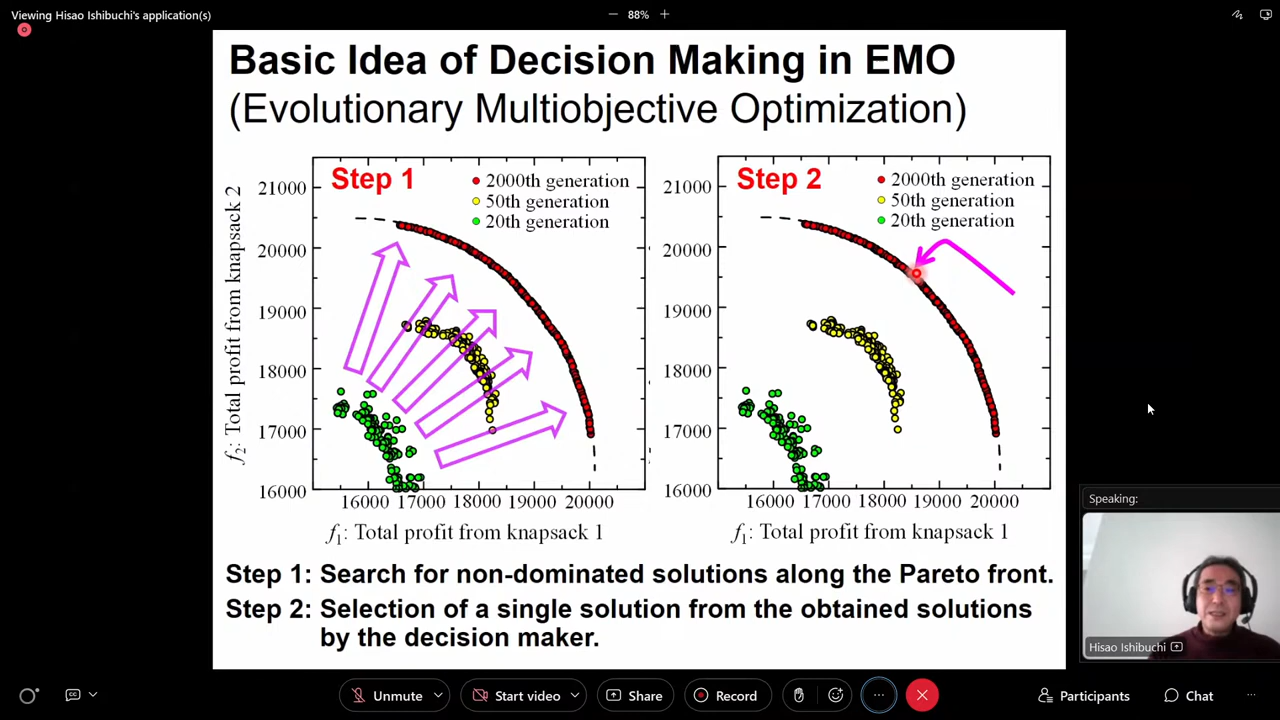 Viewing Hisao Ishibuchi's application(s)
88%
Basic Idea of Decision Making in EMO
(Evolutionary Multiobjective Optimization)
Step 1
2000th generation
50th generation
20th generation
21000
20000
19000
18000
17000
16000
f2: Total profit from knapsack 2
16000 17000 18000 19000 20000
f1: Total profit from knapsack 1
Step 2
2000th generation
50th generation
20th generation
21000
20000
19000
18000
17000
16000
16000 17000 18000 19000 20000
f1: Total profit from knapsack 1
Step 1: Search for non-dominated solutions along the Pareto front.
Step 2: Selection of a single solution from the obtained solutions
by the decision maker.
Speaking:
Hisao Ishibuchi
CC
Unmute
Start video
Share
Record
Participants
Chat